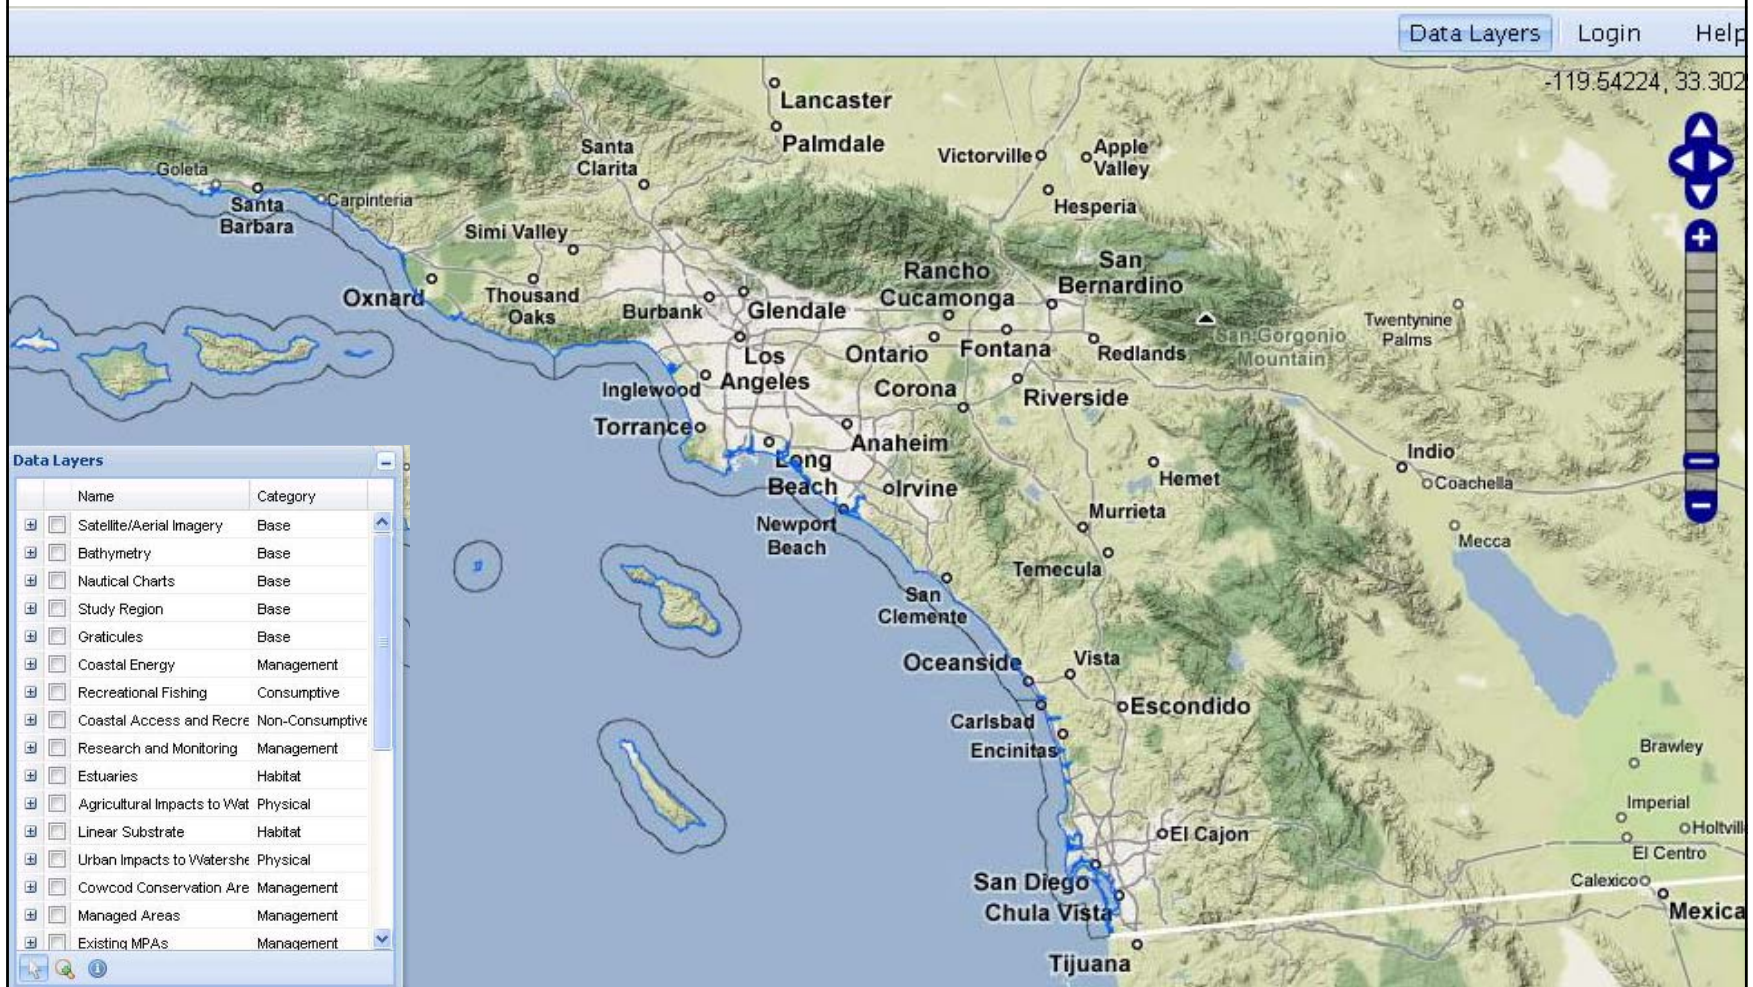 Data Layers
Login
Help
-119.54224, 33.302
Lancaster
Palmdale
Santa
Clarita
Victorville
Apple
Valley
Hesperia
Goleta
Santa
Barbara
Carpinteria
Simi Valley
Oxnard
Thousand
Oaks
Burbank
Glendale
Rancho
Cucamonga
San
Bernardino
Los
Angeles
Ontario
Fontana
Redlands
San Gorgonio
Mountain
Twentynine
Palms
Inglewood
Corona
Riverside
Torrance
Anaheim
Long
Beach
Irvine
Hemet
Indio
Coachella
Newport
Beach
Murrieta
Mecca
Temecula
San
Clemente
Oceanside
Vista
Escondido
Carlsbad
Encinitas
Brawley
Imperial
Holtvill
El Cajon
El Centro
San Diego
Calexico
Chula Vista
Mexica
Tijuana
Data Layers
Name Category
Satellite/Aerial Imagery Base
Bathymetry Base
Nautical Charts Base
Study Region Base
Graticules Base
Coastal Energy Management
Recreational Fishing Consumptive
Coastal Access and Recre Non-Consumptive
Research and Monitoring Management
Estuaries Habitat
Agricultural Impacts to Wat Physical
Linear Substrate Habitat
Urban Impacts to Watershe Physical
Cowcod Conservation Are Management
Managed Areas Management
Existing MPAs Management